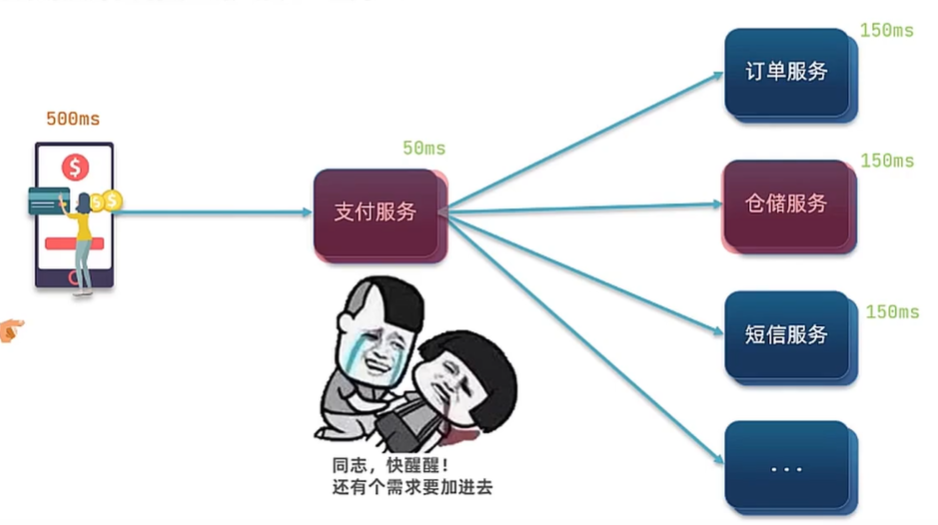 500ms
$
5
$
50ms
支付服务
150ms
订单服务
150ms
仓储服务
150ms
短信服务
...
同志，快醒醒！
还有个需求要加进去